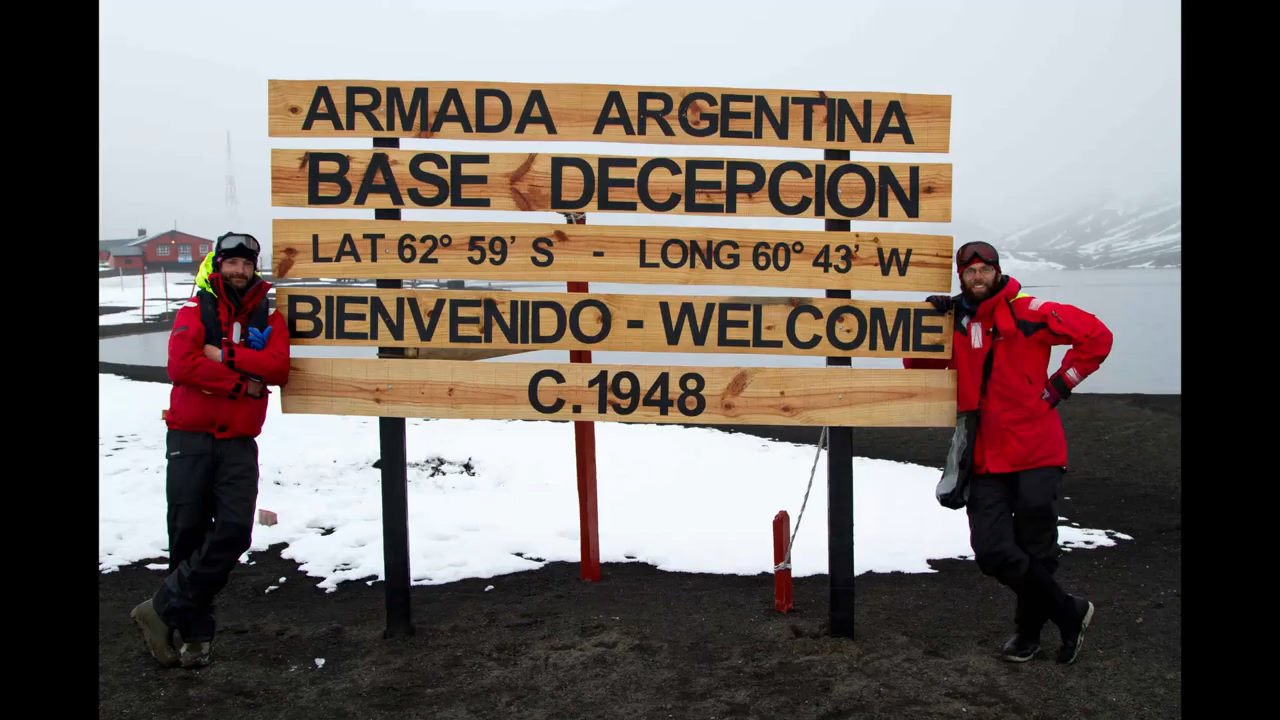 ARMADA ARGENTINA
BASE DECEPCION
LAT 62° 59' S - LONG 60° 43' W
BIENVENIDO - WELCOME
C.1948